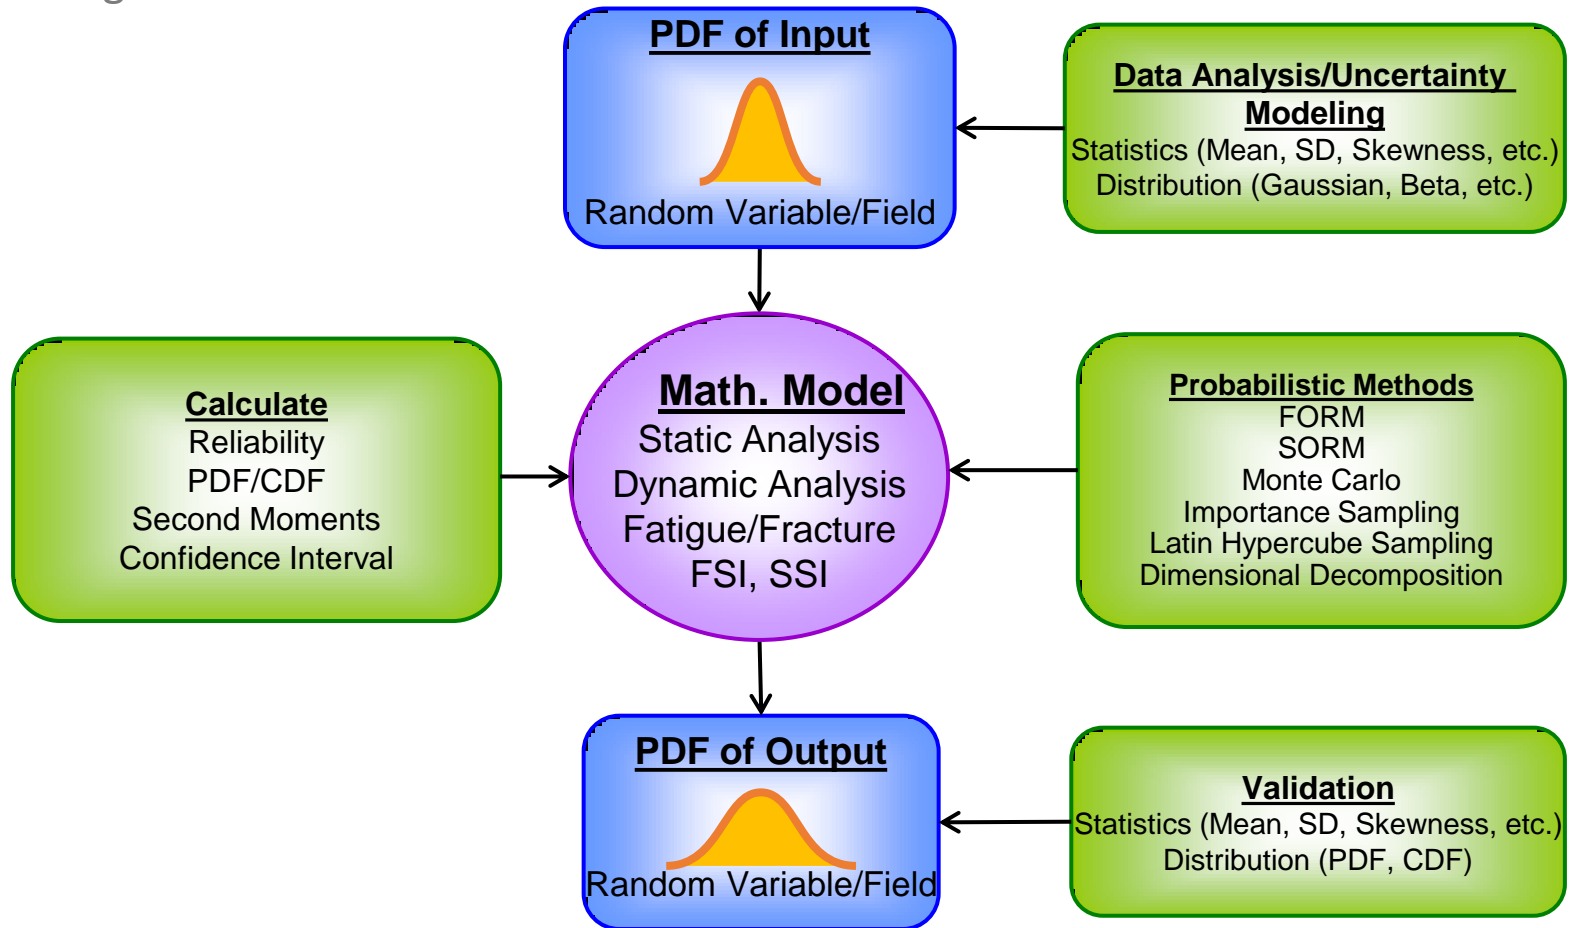 PDF of Input
Random Variable/Field
Data Analysis/Uncertainty
Modeling
Statistics (Mean, SD, Skewness, etc.)
Distribution (Gaussian, Beta, etc.)
Calculate
Reliability
PDF/CDF
Second Moments
Confidence Interval
Math. Model
Static Analysis
Dynamic Analysis
Fatigue/Fracture
FSI, SSI
Probabilistic Methods
FORM
SORM
Monte Carlo
Importance Sampling
Latin Hypercube Sampling
Dimensional Decomposition
PDF of Output
Random Variable/Field
Validation
Statistics (Mean, SD, Skewness, etc.)
Distribution (PDF, CDF)